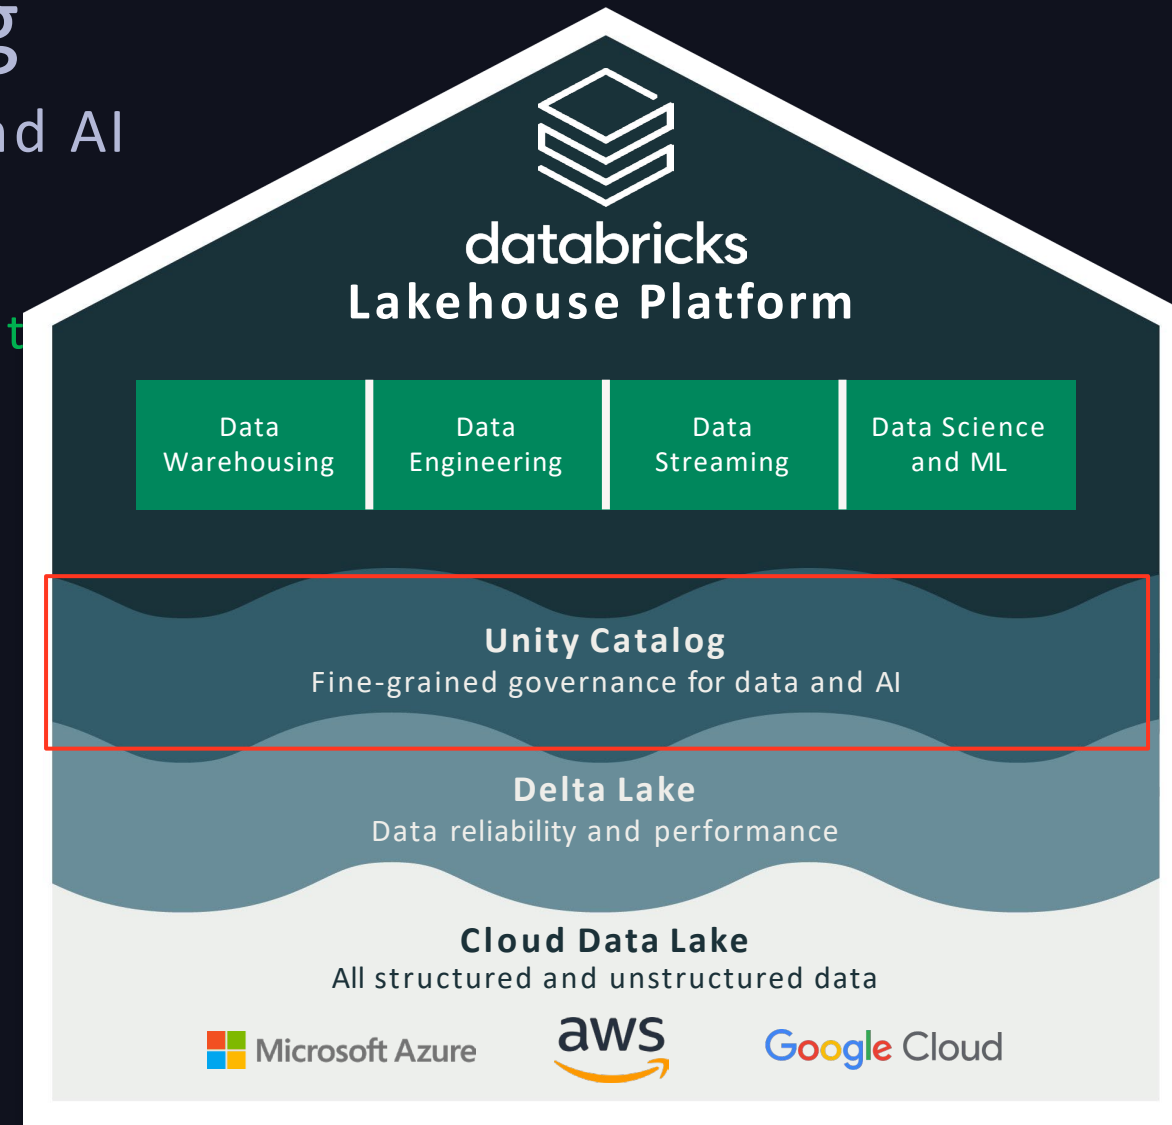 g
nd AI
t
databricks
Lakehouse Platform
Data
Warehousing
Data
Engineering
Data
Streaming
Data Science
and ML
Unity Catalog
Fine-grained governance for data and AI
Delta Lake
Data reliability and performance
Cloud Data Lake
All structured and unstructured data
Microsoft Azure
aws
Google Cloud